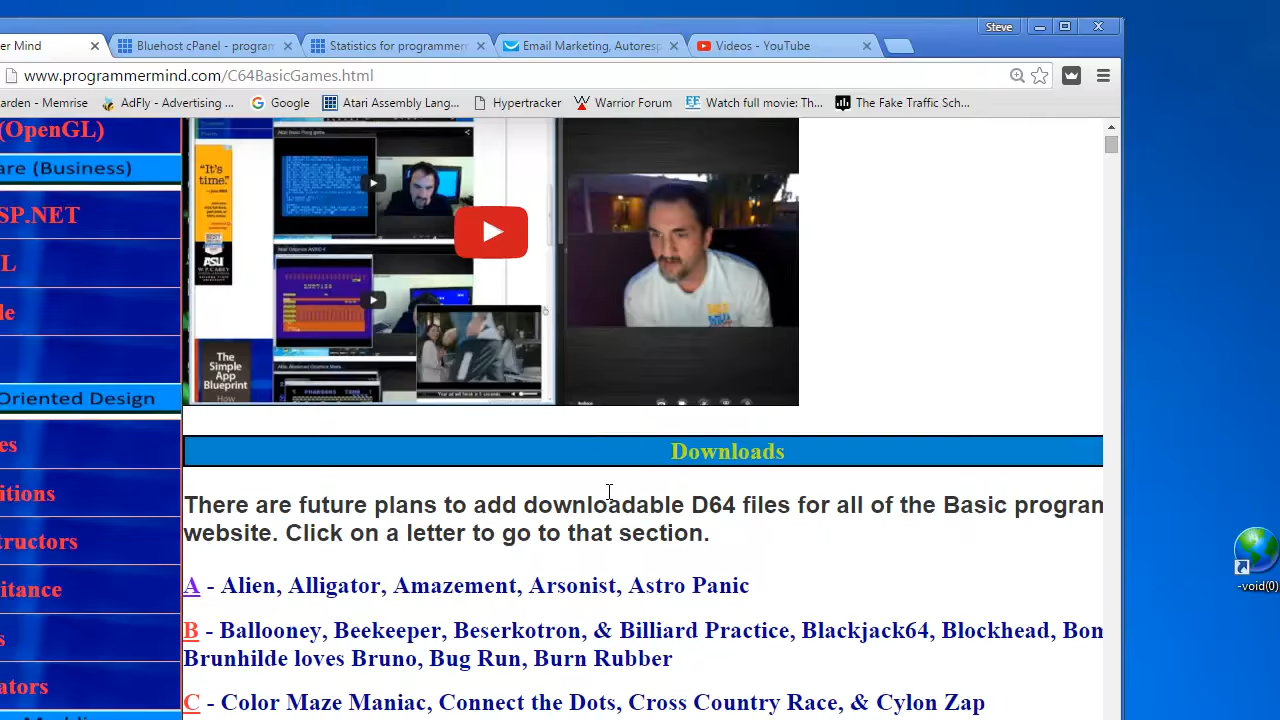 Steve
er Mind
Bluehost cPanel - program
Statistics for programmer
Email Marketing, Autoresp
Videos - YouTube
www.programmermind.com/C64BasicGames.html
arden - Memrise
AdFly - Advertising ...
Google
Atari Assembly Lang...
Hypertracker
Warrior Forum
Watch full movie: Th...
The Fake Traffic Sch...
(OpenGL)
are (Business)
SP.NET
L
le
Oriented Design
es
itions
tructors
itance
s
ators
"It's
time."
ASU
The
Simple
App
Blueprint
How
Downloads
There are future plans to add downloadable D64 files for all of the Basic program
website. Click on a letter to go to that section.
A - Alien, Alligator, Amazement, Arsonist, Astro Panic
B - Ballooney, Beekeeper, Beserkotron, & Billiard Practice, Blackjack64, Blockhead, Bon
Brunhilde loves Bruno, Bug Run, Burn Rubber
C - Color Maze Maniac, Connect the Dots, Cross Country Race, & Cylon Zap
-void(0)